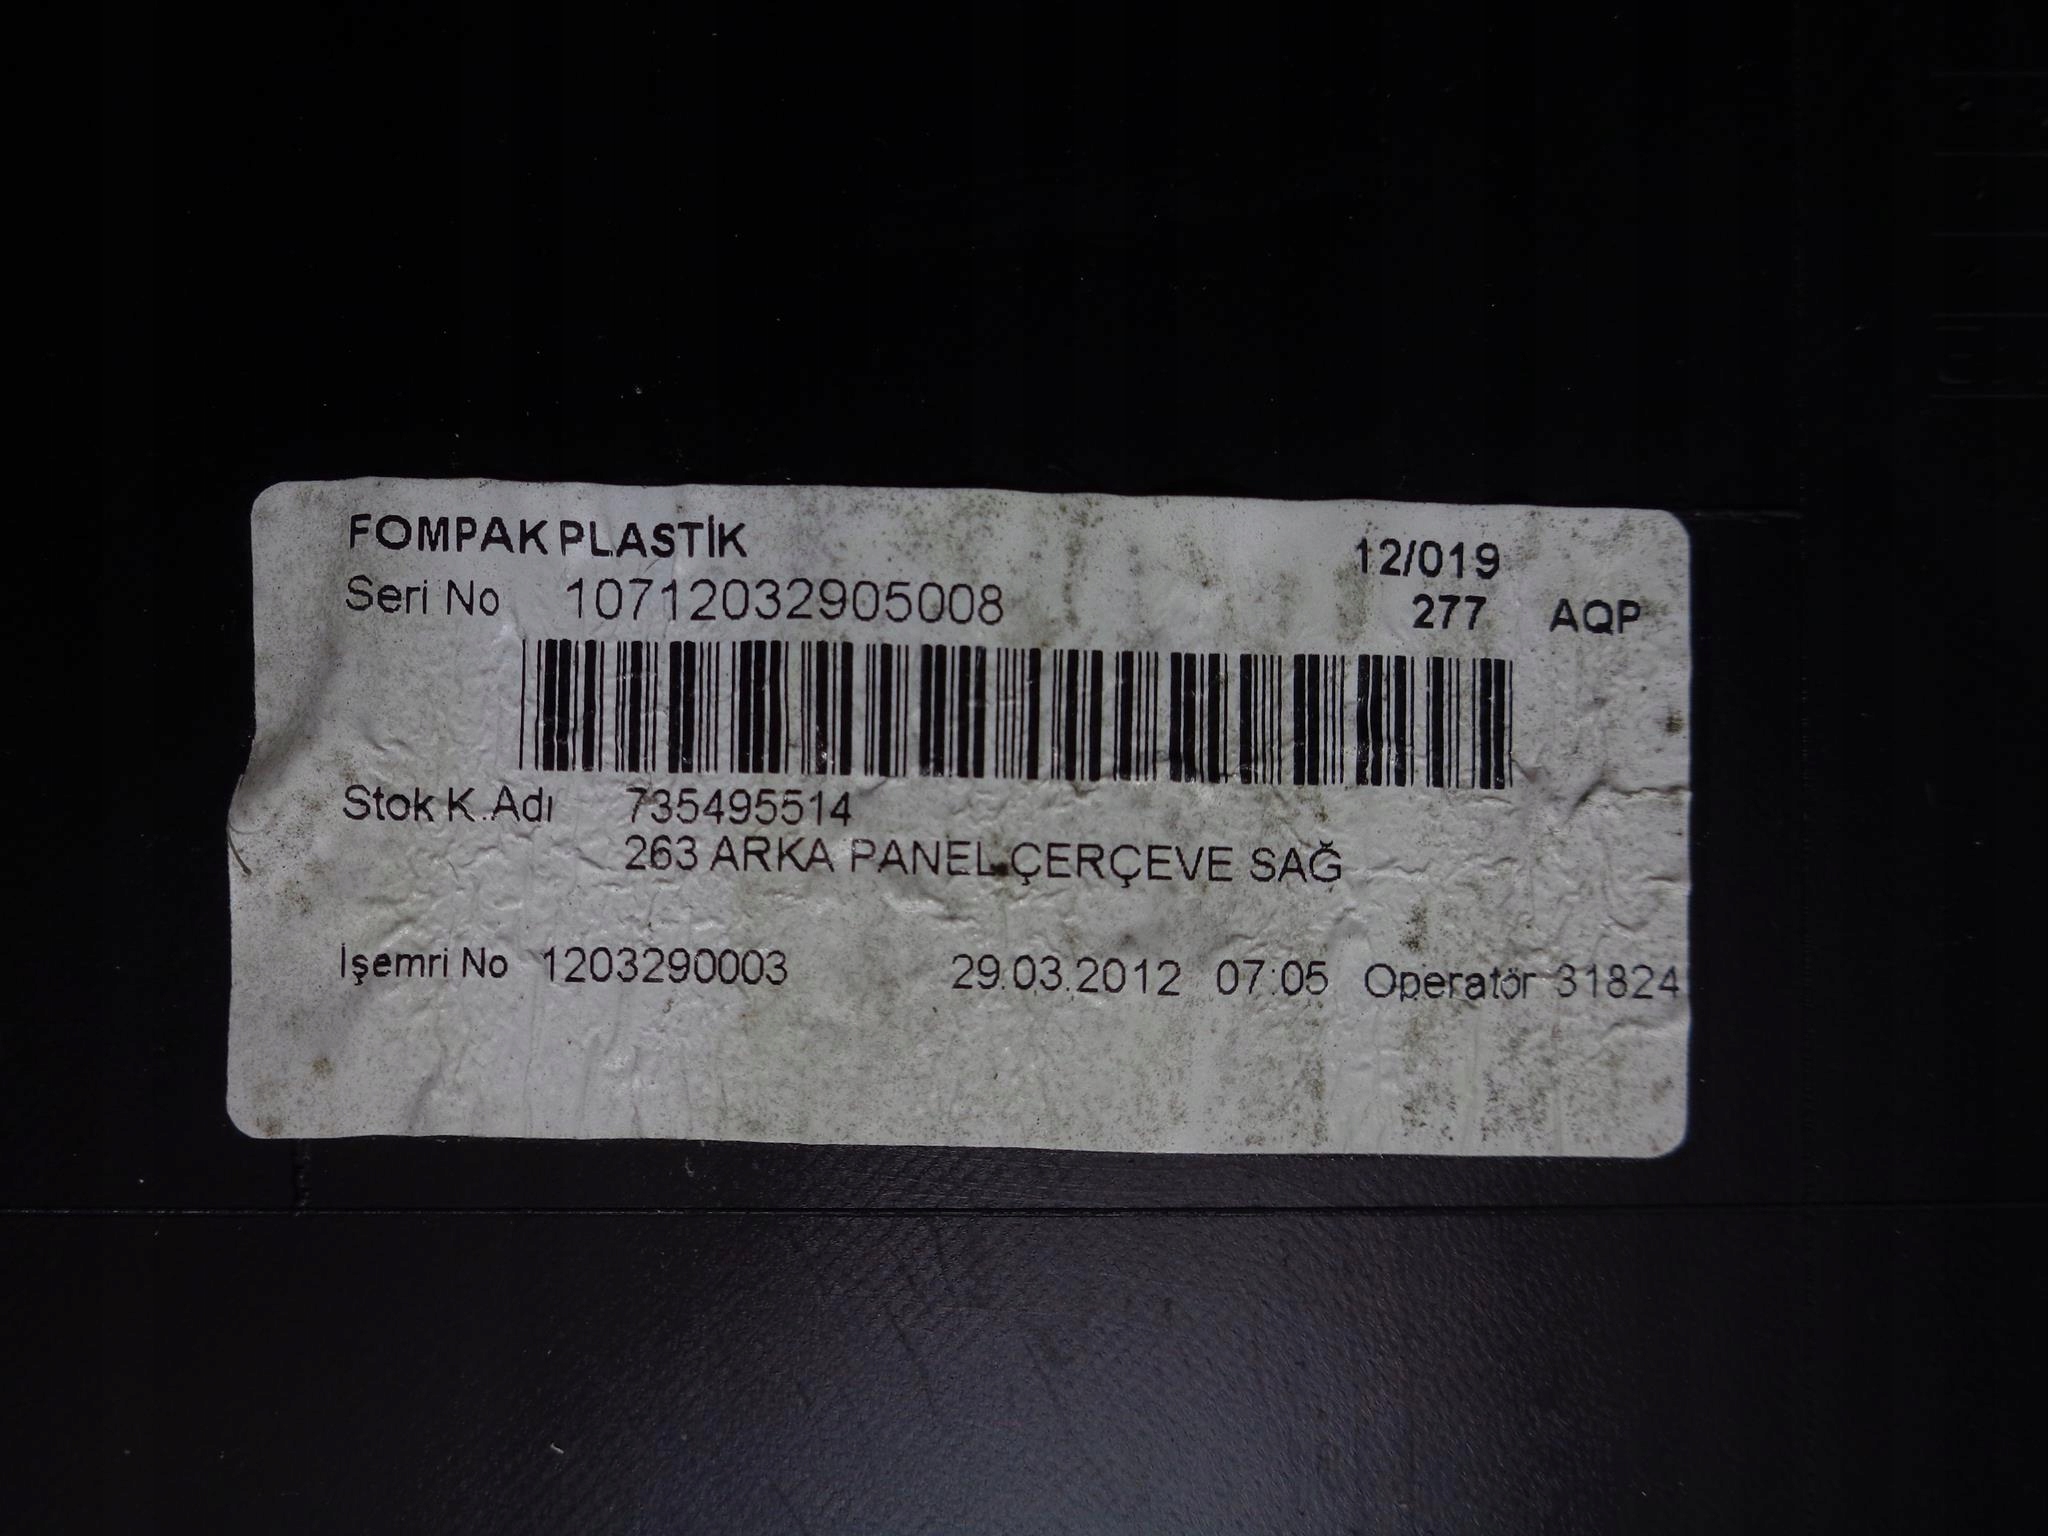 FOMPAK PLASTİK 12/019
Seri No 10712032905008 277 AQP
Stok K.Adı 735495514
263 ARKA PANEL ÇERÇEVE SAĞ
İşemri No 1203290003 29.03.2012 07:05 Operatör 31824